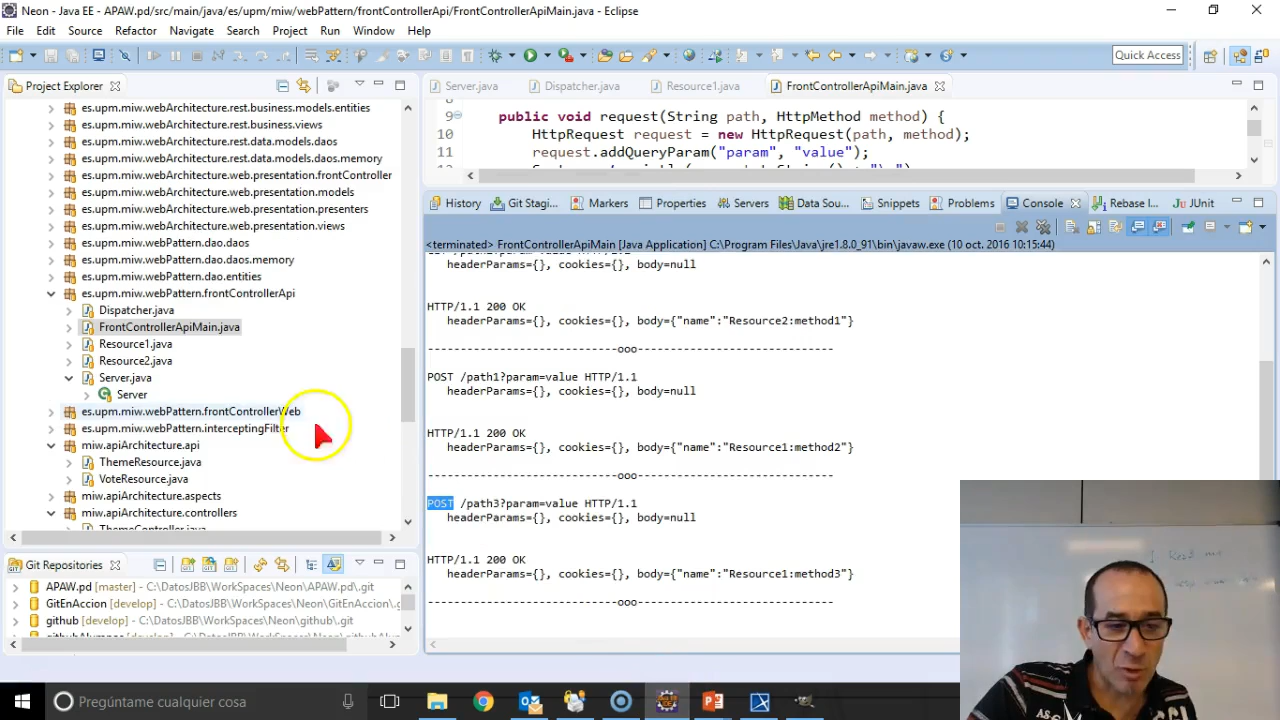 Neon - Java EE - APAW.pd/src/main/java/es/upm/miw/webPattern/frontControllerApi/FrontControllerApiMain.java - Eclipse
File Edit Source Refactor Navigate Search Project Run Window Help
Quick Access
Project Explorer
es.upm.miw.webArchitecture.rest.business.models.entities
es.upm.miw.webArchitecture.rest.business.views
es.upm.miw.webArchitecture.rest.data.models.daos
es.upm.miw.webArchitecture.rest.data.models.daos.memory
es.upm.miw.webArchitecture.web.presentation.frontController
es.upm.miw.webArchitecture.web.presentation.models
es.upm.miw.webArchitecture.web.presentation.presenters
es.upm.miw.webArchitecture.web.presentation.views
es.upm.miw.webPattern.dao.daos
es.upm.miw.webPattern.dao.daos.memory
es.upm.miw.webPattern.dao.entities
es.upm.miw.webPattern.frontControllerApi
Dispatcher.java
FrontControllerApiMain.java
Resource1.java
Resource2.java
Server.java
Server
es.upm.miw.webPattern.frontControllerWeb
es.upm.miw.webPattern.interceptingFilter
miw.apiArchitecture.api
ThemeResource.java
VoteResource.java
miw.apiArchitecture.aspects
miw.apiArchitecture.controllers
ThemeController.java
Git Repositories
APAW.pd [master] - C:\DatosJBB\WorkSpaces\Neon\APAW.pd\.git
GitEnAccion [develop] - C:\DatosJBB\WorkSpaces\Neon\GitEnAccion\.g
github [develop] - C:\DatosJBB\WorkSpaces\Neon\github\.git
Server.java Dispatcher.java Resource1.java FrontControllerApiMain.java
8
9 public void request(String path, HttpMethod method) {
10 HttpRequest request = new HttpRequest(path, method);
11 request.addQueryParam("param", "value");
History Git Stagi... Markers Properties Servers Data Sou... Snippets Problems Console Rebase I... JUnit
<terminated> FrontControllerApiMain [Java Application] C:\Program Files\Java\jre1.8.0_91\bin\javaw.exe (10 oct. 2016 10:15:44)
headerParams={}, cookies={}, body=null
HTTP/1.1 200 OK
headerParams={}, cookies={}, body={"name":"Resource2:method1"}
----------------------------ooo-----------------------------
POST /path1?param=value HTTP/1.1
headerParams={}, cookies={}, body=null
HTTP/1.1 200 OK
headerParams={}, cookies={}, body={"name":"Resource1:method2"}
----------------------------ooo-----------------------------
POST /path3?param=value HTTP/1.1
headerParams={}, cookies={}, body=null
HTTP/1.1 200 OK
headerParams={}, cookies={}, body={"name":"Resource1:method3"}
----------------------------ooo-----------------------------
Pregúntame cualquier cosa